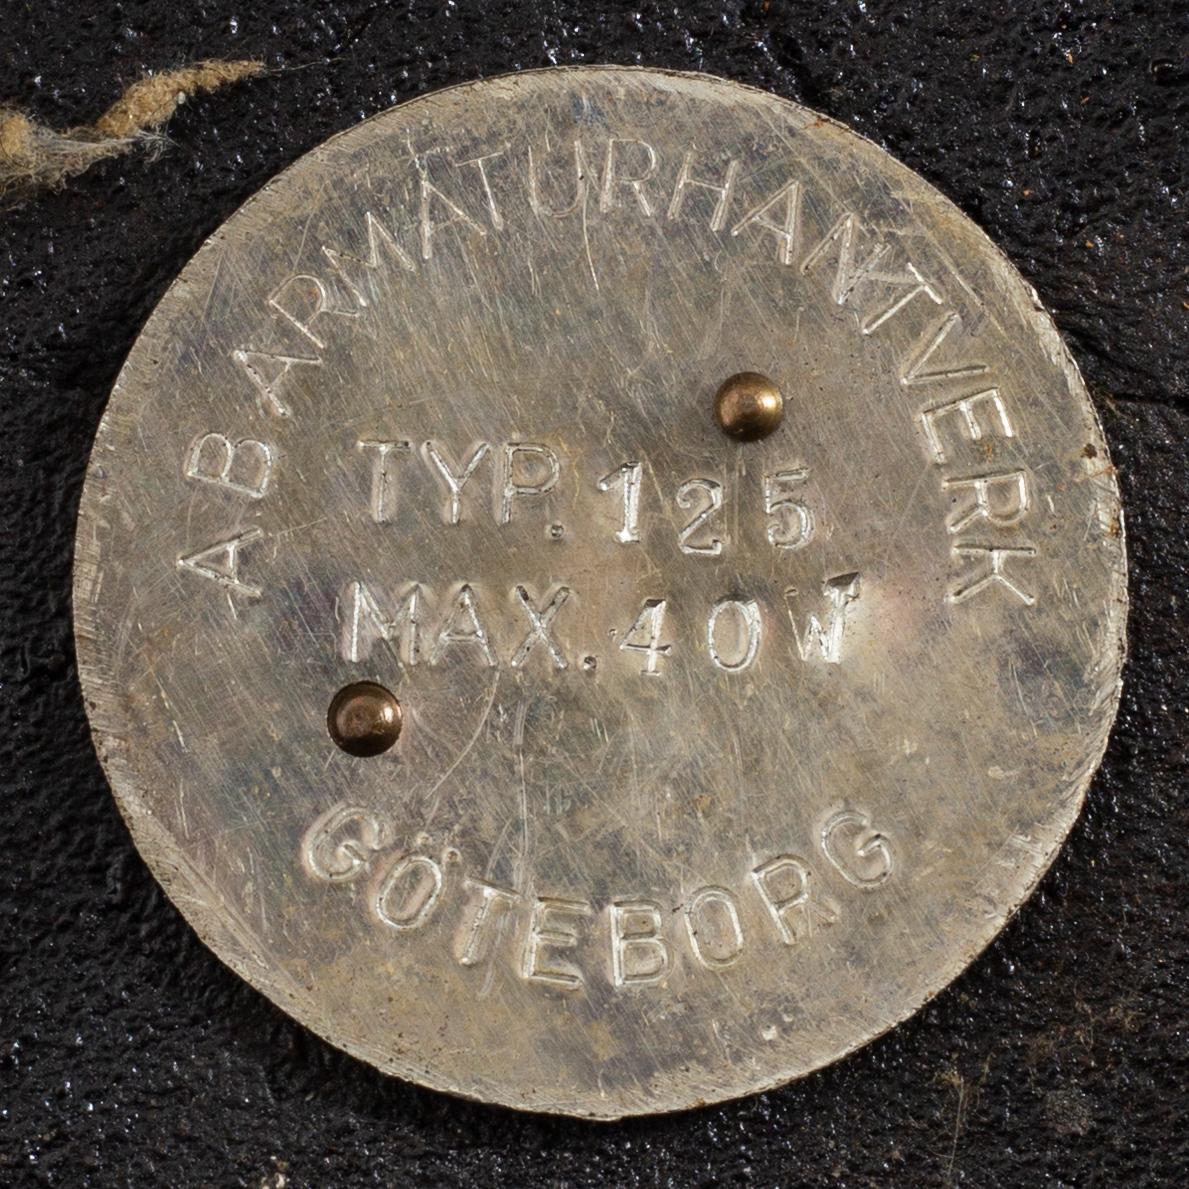 AB ARMATURHANTVERK
TYP. 125
MAX. 40W
GÖTEBORG